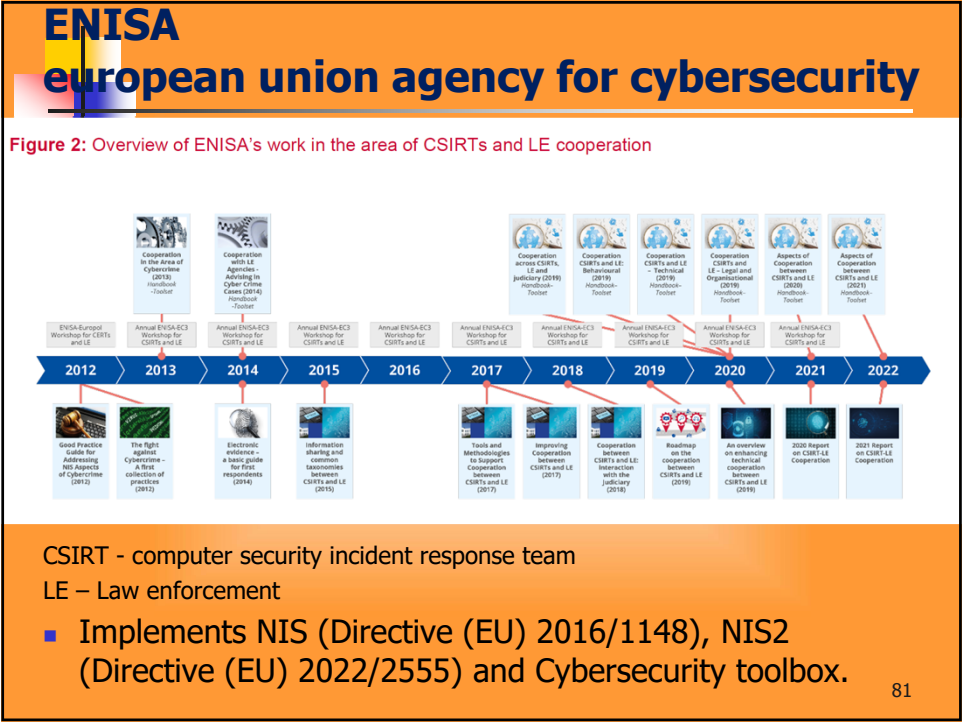 ENISA
european union agency for cybersecurity
Figure 2: Overview of ENISA's work in the area of CSIRTs and LE cooperation
Cooperation
in the Area of
Cybercrime
(2013)
Handbook
-Toolset
Cooperation
with LE
Agencies -
Advising in
Cyber Crime
Cases (2014)
Handbook
-Toolset
Cooperation
across CSIRTs,
LE and
judiciary (2019)
Handbook–
Toolset
Cooperation
CSIRTs and LE:
Behavioural
(2019)
Handbook–
Toolset
Cooperation
CSIRTs and LE
– Technical
(2019)
Handbook–
Toolset
Cooperation
CSIRTs and
LE – Legal and
Organisational
(2019)
Handbook–
Toolset
Aspects of
Cooperation
between
CSIRTs and LE
(2020)
Handbook–
Toolset
Aspects of
Cooperation
between
CSIRTs and LE
(2021)
Handbook–
Toolset
ENISA-Europol
Workshop for CERTs
and LE
Annual ENISA-EC3
Workshop for
CSIRTs and LE
Annual ENISA-EC3
Workshop for
CSIRTs and LE
Annual ENISA-EC3
Workshop for
CSIRTs and LE
Annual ENISA-EC3
Workshop for
CSIRTs and LE
Annual ENISA-EC3
Workshop for
CSIRTs and LE
Annual ENISA-EC3
Workshop for
CSIRTs and LE
Annual ENISA-EC3
Workshop for
CSIRTs and LE
Annual ENISA-EC3
Workshop for
CSIRTs and LE
Annual ENISA-EC3
Workshop for
CSIRTs and LE
2012 2013 2014 2015 2016 2017 2018 2019 2020 2021 2022
Good Practice
Guide for
Addressing
NIS Aspects
of Cybercrime
(2012)
The fight
against
Cybercrime –
A first
collection of
practices
(2012)
Electronic
evidence –
a basic guide
for first
respondents
(2014)
Information
sharing and
common
taxonomies
between
CSIRTs and LE
(2015)
Tools and
Methodologies
to Support
Cooperation
between
CSIRTs and LE
(2017)
Improving
Cooperation
between
CSIRTs and LE
(2017)
Cooperation
between
CSIRTs and LE:
Interaction
with the
Judiciary
(2018)
Roadmap
on the
cooperation
between
CSIRTs and LE
(2019)
An overview
on enhancing
technical
cooperation
between
CSIRTs and LE
(2019)
2020 Report
on CSIRT-LE
Cooperation
2021 Report
on CSIRT-LE
Cooperation
CSIRT - computer security incident response team
LE – Law enforcement
Implements NIS (Directive (EU) 2016/1148), NIS2
(Directive (EU) 2022/2555) and Cybersecurity toolbox.
81